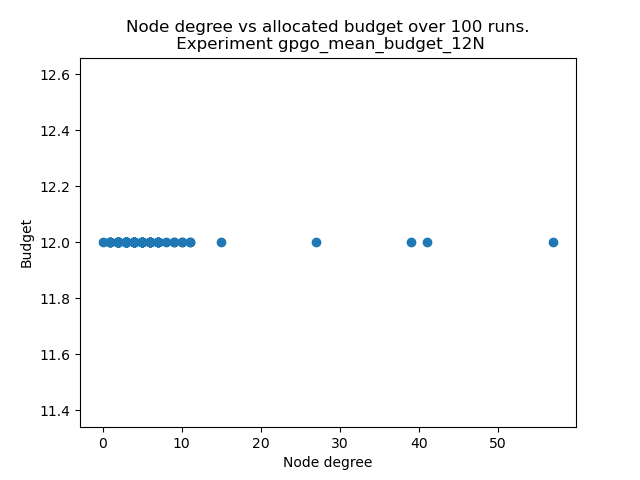 Node degree vs allocated budget over 100 runs.
Experiment gpgo_mean_budget_12N
12.6
12.4
12.2
12.0
11.8
11.6
11.4
Budget
0 10 20 30 40 50
Node degree